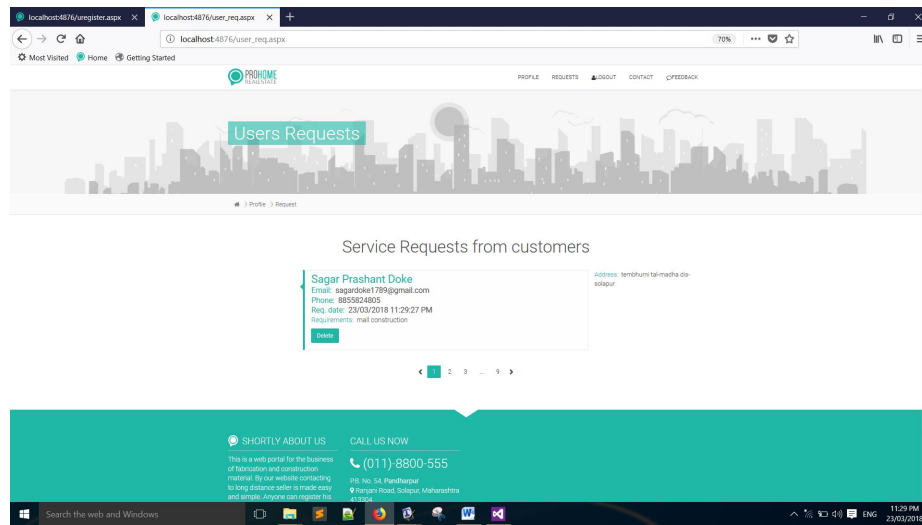 localhost:4876/uregister.aspx
localhost:4876/user_req.aspx
localhost:4876/user_req.aspx
70%
Most Visited Home Getting Started
PROHOME
REALESTATE
PROFILE REQUESTS LOGOUT CONTACT FEEDBACK
Users Requests
Profile Request
Service Requests from customers
Sagar Prashant Doke
Email: sagardoke1789@gmail.com
Phone: 8855824805
Req. date: 23/03/2018 11:29:27 PM
Requirements: mall construction
Delete
Address: tembhurni tal-madha dis-
solapur
1 2 3 ... 9
SHORTLY ABOUT US
This is a web portal for the business
of fabrication and construction
material. By our website contacting
to long distance seller is made easy
and simple. Anyone can register his
CALL US NOW
(011)-8800-555
P.B. No. 54, Pandharpur
Ranjani Road, Solapur, Maharashtra
413304
Search the web and Windows
ENG
11:29 PM
23/03/2018